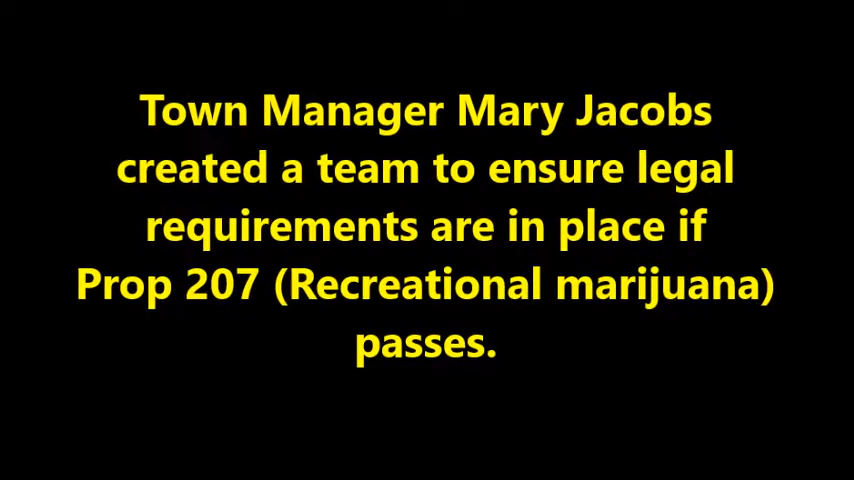 Town Manager Mary Jacobs
created a team to ensure legal
requirements are in place if
Prop 207 (Recreational marijuana)
passes.